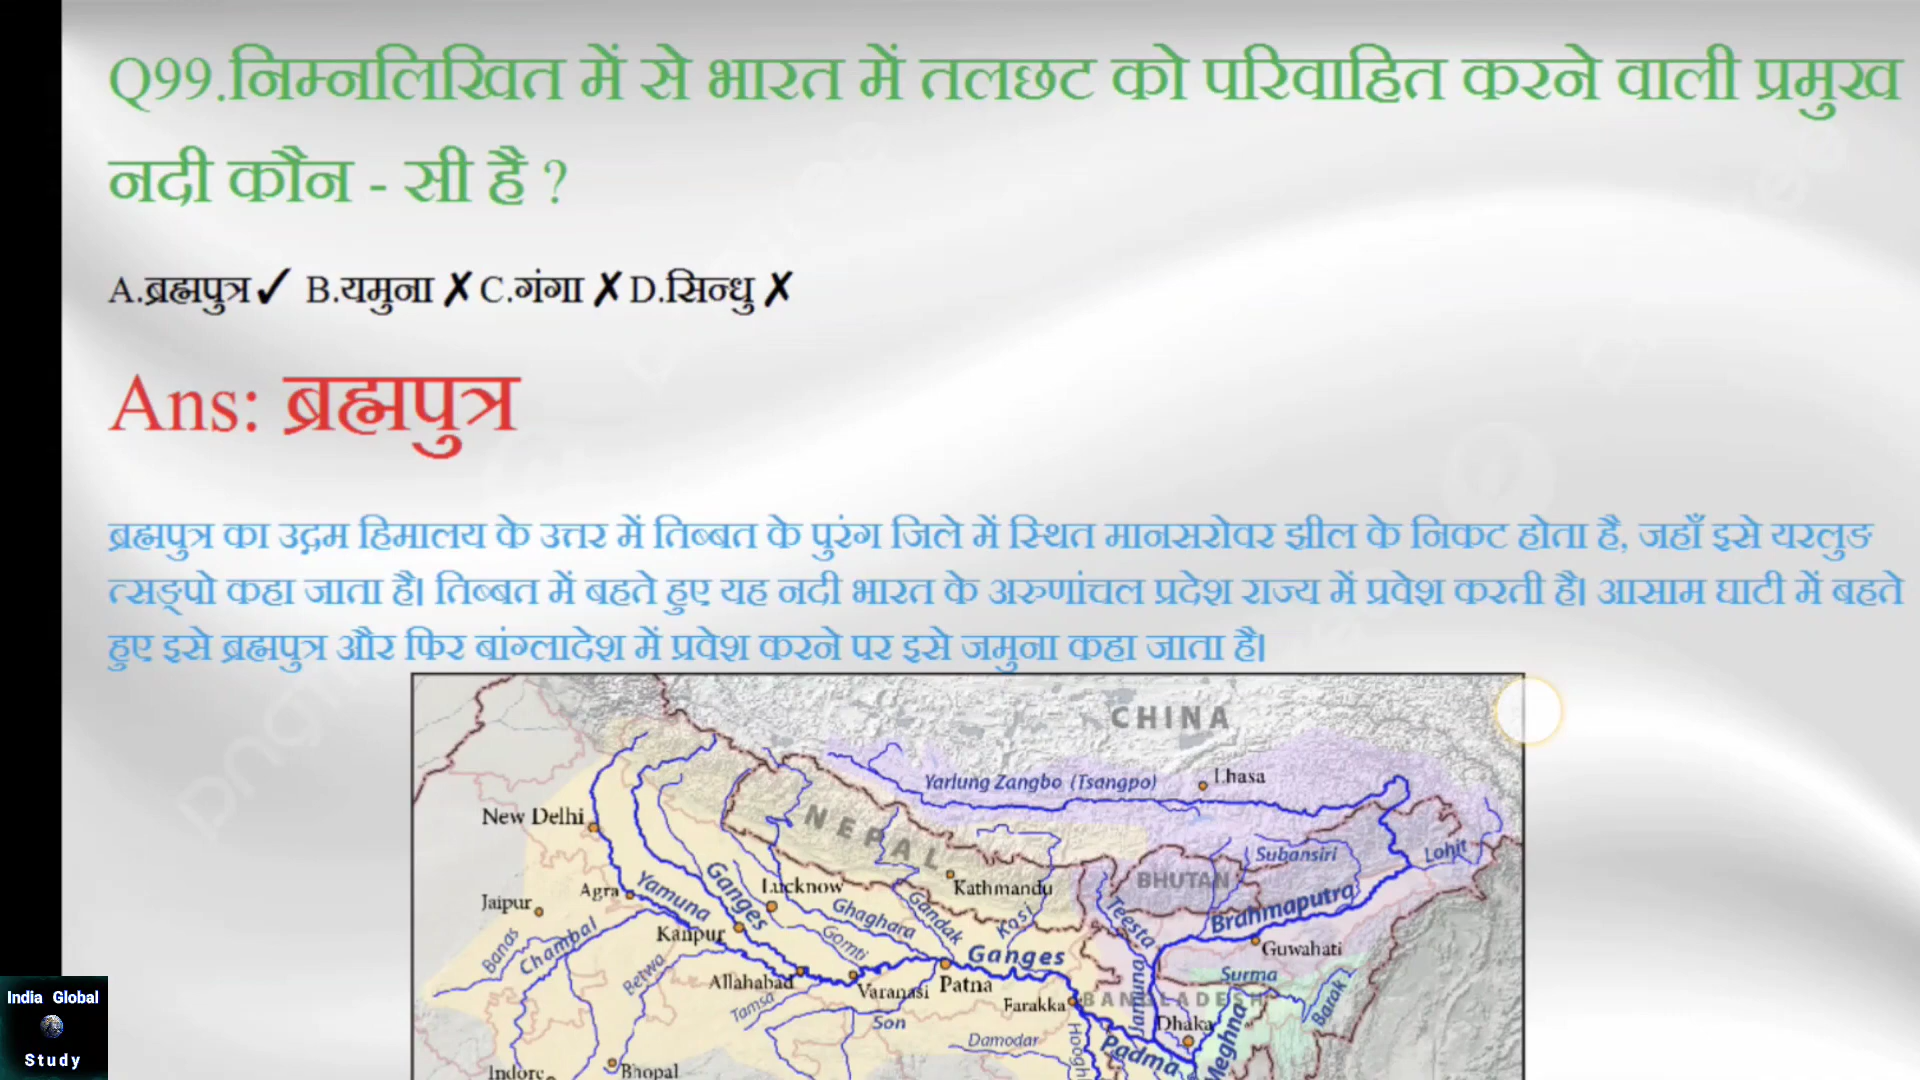 Q99.निम्नलिखित में से भारत में तलछट को परिवाहित करने वाली प्रमुख
नदी कौन - सी है ?
A.ब्रह्मपुत्र✓ B.यमुना ✗ C.गंगा ✗ D.सिन्धु ✗
Ans: ब्रह्मपुत्र
ब्रह्मपुत्र का उद्गम हिमालय के उत्तर में तिब्बत के पुरंग जिले में स्थित मानसरोवर झील के निकट होता है, जहाँ इसे यरलुङ
त्सङ्पो कहा जाता है। तिब्बत में बहते हुए यह नदी भारत के अरुणांचल प्रदेश राज्य में प्रवेश करती है। आसाम घाटी में बहते
हुए इसे ब्रह्मपुत्र और फिर बांग्लादेश में प्रवेश करने पर इसे जमुना कहा जाता है।
CHINA
Yarlung Zangbo (Tsangpo)
Lhasa
New Delhi
NEPAL
Subansiri
Lohit
BHUTAN
Agra
Yamuna
Ganges
Lucknow
Kathmandu
Brahmaputra
Jaipur
Ghaghara
Gandak
Kosi
Teesta
Banas
Chambal
Kanpur
Gomti
Ganges
Guwahati
Betwa
Allahabad
Varanasi
Patna
Surma
Tamsa
Farakka
BANGLADESH
Barak
Son
Jamuna
Dhaka
Meghna
Damodar
Padma
Indore
Bhopal
India Global
Study